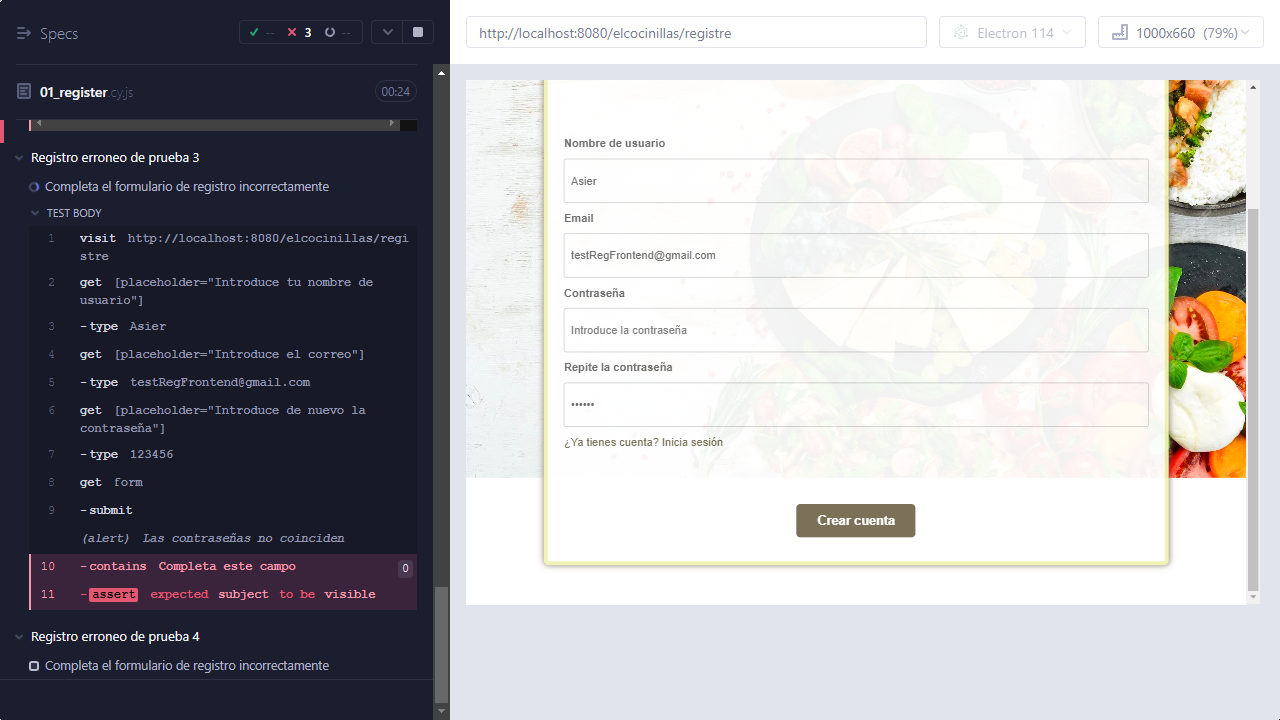 Specs
--
3
--
01_register.cy.js
00:24
Registro erroneo de prueba 3
Completa el formulario de registro incorrectamente
TEST BODY
1 visit http://localhost:8080/elcocinillas/regi
stre
2 get [placeholder="Introduce tu nombre de
usuario"]
3 -type Asier
4 get [placeholder="Introduce el correo"]
5 -type testRegFrontend@gmail.com
6 get [placeholder="Introduce de nuevo la
contraseña"]
7 -type 123456
8 get form
9 -submit
(alert) Las contraseñas no coinciden
10 -contains Completa este campo 0
11 -assert expected subject to be visible
Registro erroneo de prueba 4
Completa el formulario de registro incorrectamente
http://localhost:8080/elcocinillas/registre
Electron 114
1000x660 (79%)
Nombre de usuario
Asier
Email
testRegFrontend@gmail.com
Contraseña
Introduce la contraseña
Repite la contraseña
••••••
¿Ya tienes cuenta? Inicia sesión
Crear cuenta